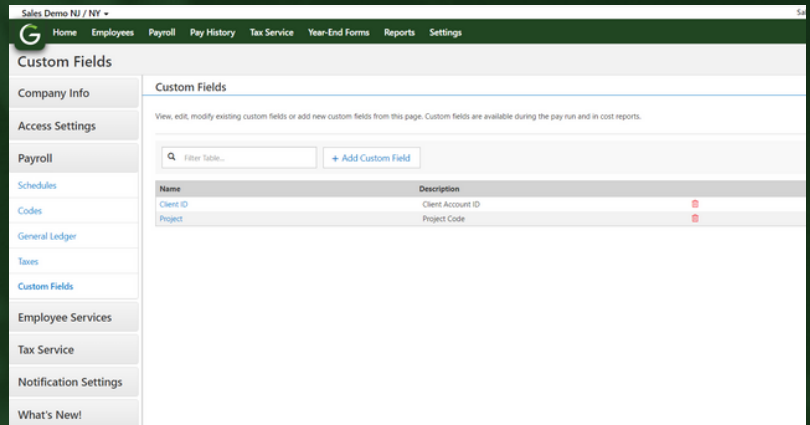 Sales Demo NJ / NY
Sal
G Home Employees Payroll Pay History Tax Service Year-End Forms Reports Settings
Custom Fields
Company Info
Access Settings
Payroll
Schedules
Codes
General Ledger
Taxes
Custom Fields
Employee Services
Tax Service
Notification Settings
What's New!
Custom Fields
View, edit, modify existing custom fields or add new custom fields from this page. Custom fields are available during the pay run and in cost reports.
Filter Table... + Add Custom Field
Name Description
Client ID Client Account ID
Project Project Code